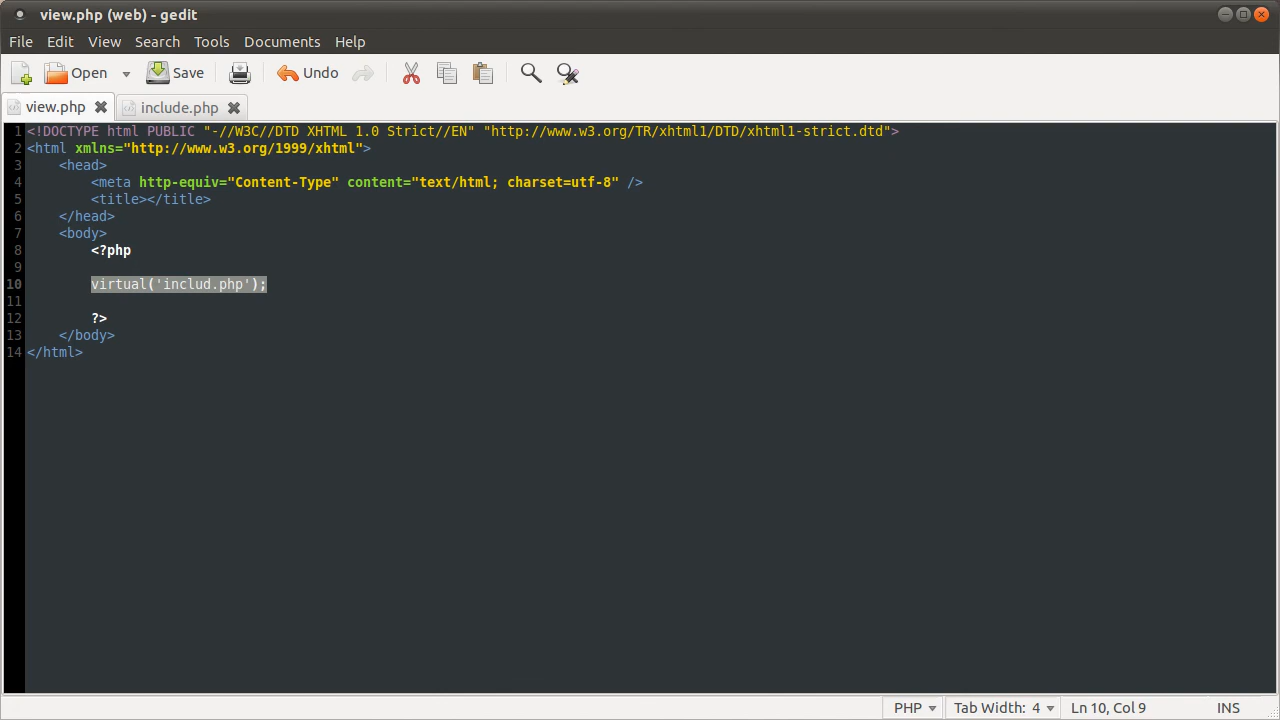 view.php (web) - gedit
File Edit View Search Tools Documents Help
Open Save Undo
view.php include.php
1 <!DOCTYPE html PUBLIC "-//W3C//DTD XHTML 1.0 Strict//EN" "http://www.w3.org/TR/xhtml1/DTD/xhtml1-strict.dtd">
2 <html xmlns="http://www.w3.org/1999/xhtml">
3 <head>
4 <meta http-equiv="Content-Type" content="text/html; charset=utf-8" />
5 <title></title>
6 </head>
7 <body>
8 <?php
9
10 virtual('includ.php');
11
12 ?>
13 </body>
14 </html>
PHP Tab Width: 4 Ln 10, Col 9 INS